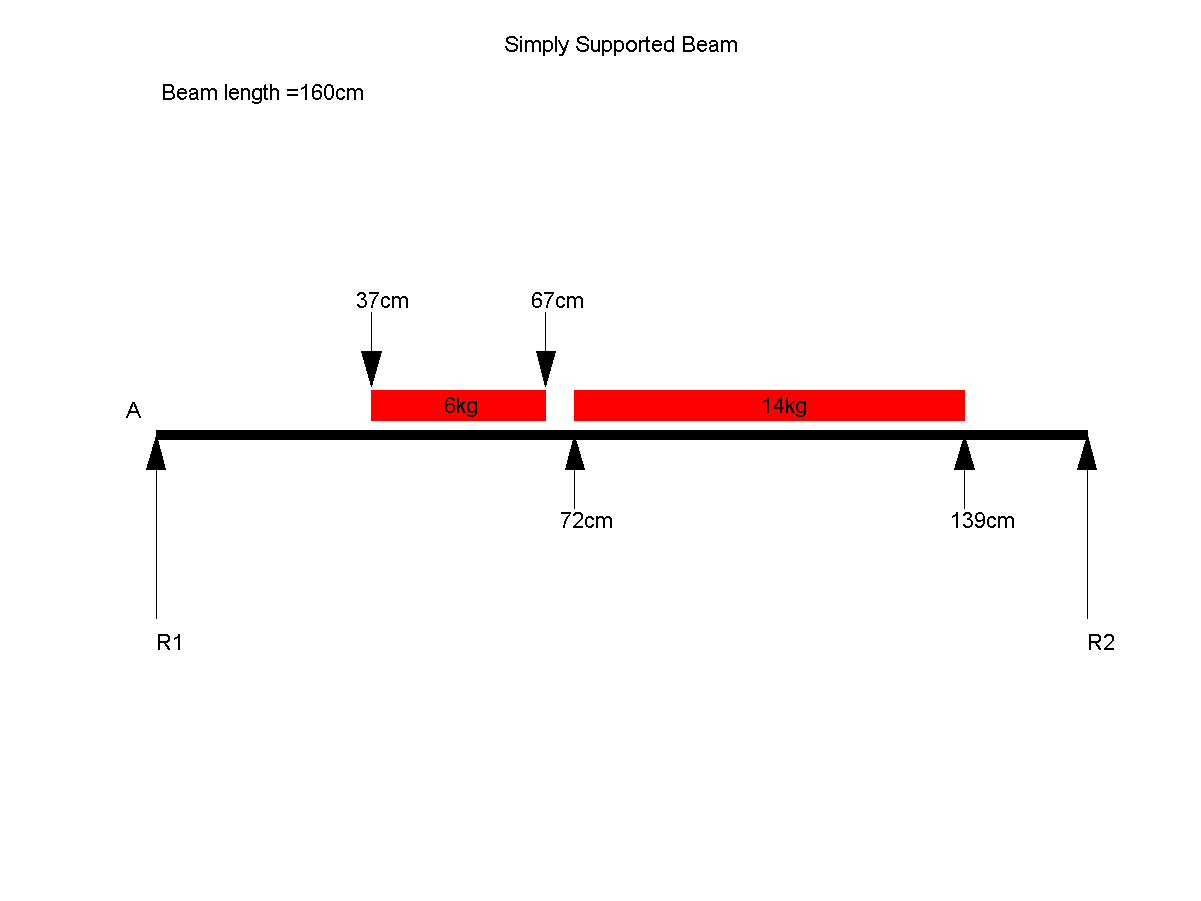 Simply Supported Beam
Beam length =160cm
37cm
67cm
A
6kg
14kg
72cm
139cm
R1
R2